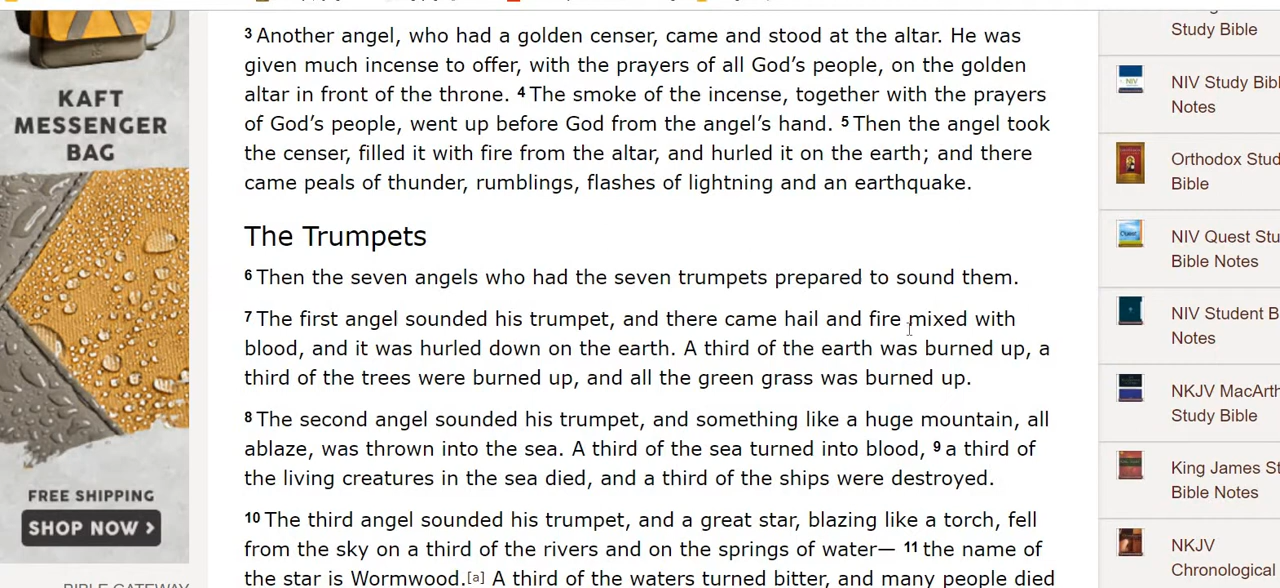 KAFT
MESSENGER
BAG
FREE SHIPPING
SHOP NOW >
BIBLE GATEWAY
3 Another angel, who had a golden censer, came and stood at the altar. He was
given much incense to offer, with the prayers of all God’s people, on the golden
altar in front of the throne. 4 The smoke of the incense, together with the prayers
of God’s people, went up before God from the angel’s hand. 5 Then the angel took
the censer, filled it with fire from the altar, and hurled it on the earth; and there
came peals of thunder, rumblings, flashes of lightning and an earthquake.
The Trumpets
6 Then the seven angels who had the seven trumpets prepared to sound them.
7 The first angel sounded his trumpet, and there came hail and fire mixed with
blood, and it was hurled down on the earth. A third of the earth was burned up, a
third of the trees were burned up, and all the green grass was burned up.
8 The second angel sounded his trumpet, and something like a huge mountain, all
ablaze, was thrown into the sea. A third of the sea turned into blood, 9 a third of
the living creatures in the sea died, and a third of the ships were destroyed.
10 The third angel sounded his trumpet, and a great star, blazing like a torch, fell
from the sky on a third of the rivers and on the springs of water— 11 the name of
the star is Wormwood.[a] A third of the waters turned bitter, and many people died
Study Bible
NIV Study Bibl
Notes
Orthodox Stud
Bible
NIV Quest Stu
Bible Notes
NIV Student B
Notes
NKJV MacArth
Study Bible
King James St
Bible Notes
NKJV
Chronological